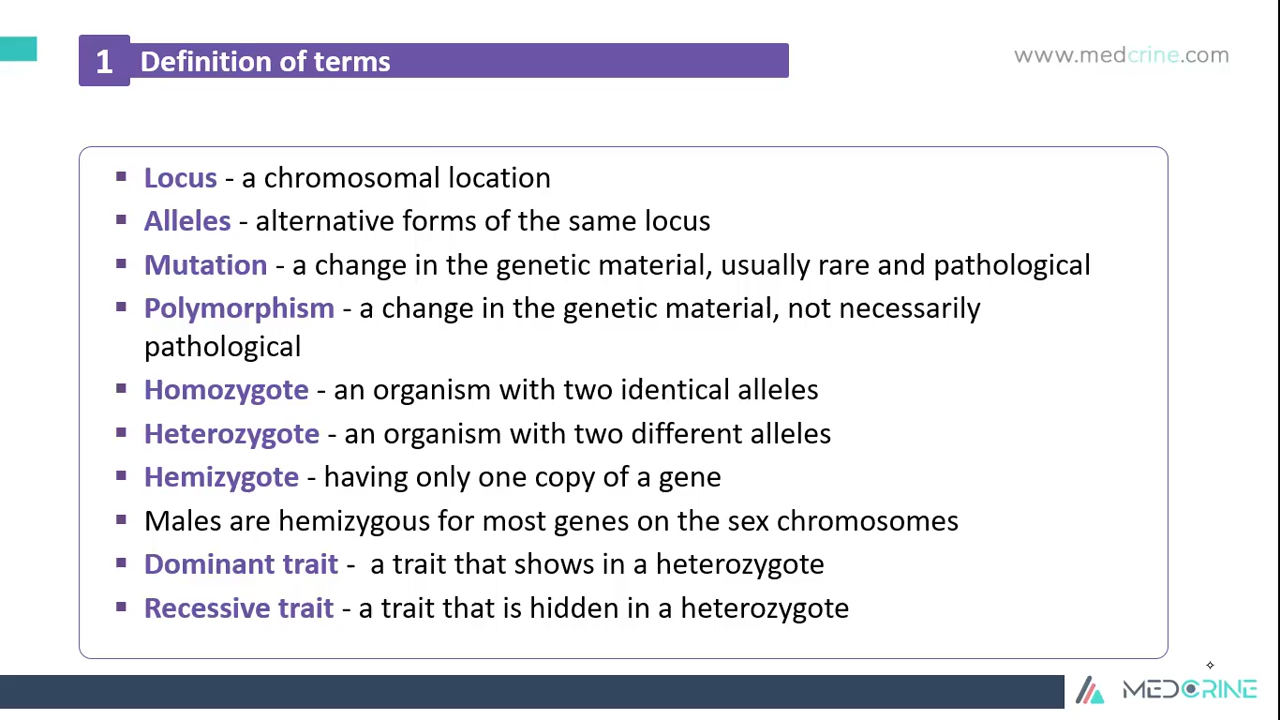 1 Definition of terms
www.medcrine.com
▪ Locus - a chromosomal location
▪ Alleles - alternative forms of the same locus
▪ Mutation - a change in the genetic material, usually rare and pathological
▪ Polymorphism - a change in the genetic material, not necessarily
pathological
▪ Homozygote - an organism with two identical alleles
▪ Heterozygote - an organism with two different alleles
▪ Hemizygote - having only one copy of a gene
▪ Males are hemizygous for most genes on the sex chromosomes
▪ Dominant trait -  a trait that shows in a heterozygote
▪ Recessive trait - a trait that is hidden in a heterozygote
MEDCRINE